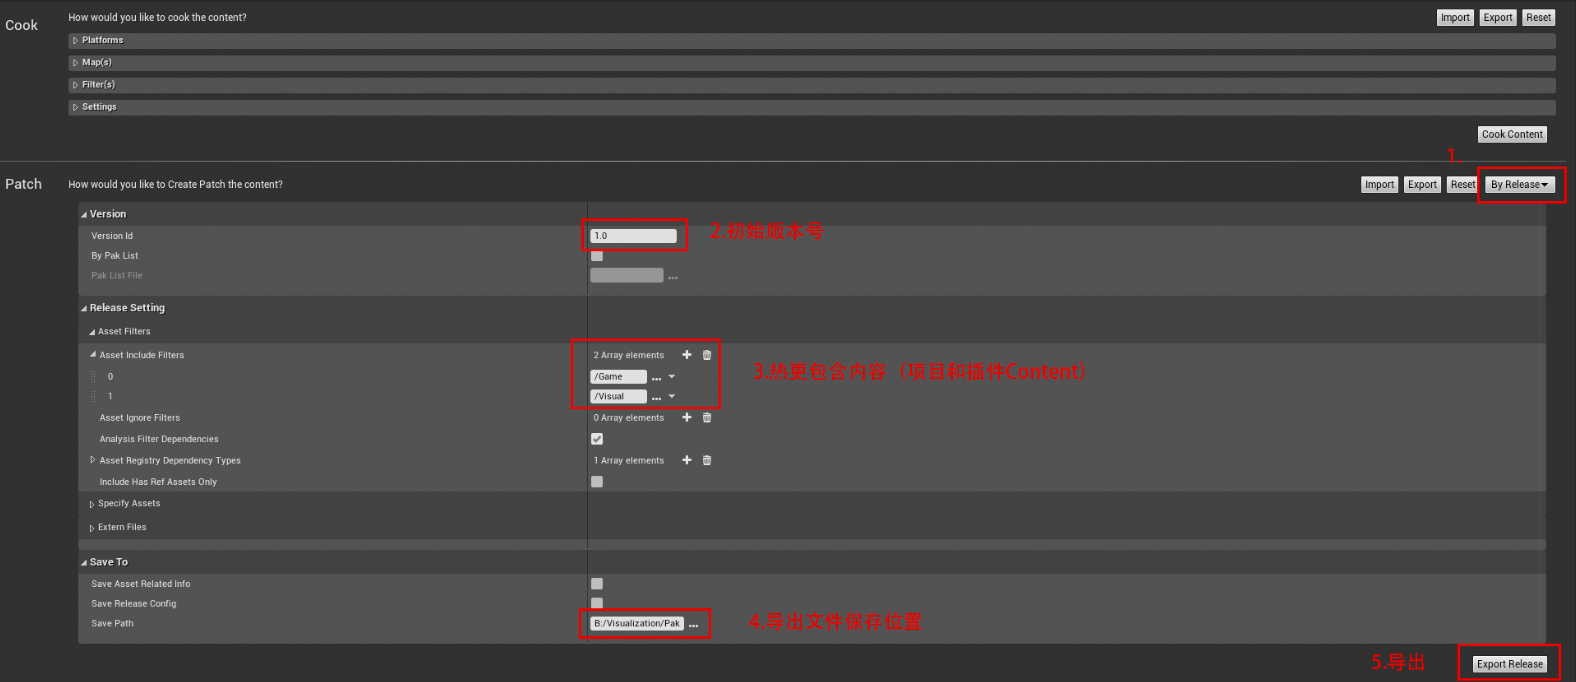 Cook
How would you like to cook the content?
Import Export Reset
Platforms
Map(s)
Filter(s)
Settings
Cook Content
1.
Patch
How would you like to Create Patch the content?
Import Export Reset By Release
Version
Version Id 1.0 2.初始版本号
By Pak List
Pak List File ...
Release Setting
Asset Filters
Asset Include Filters 2 Array elements
3.热更包含内容（项目和插件Content）
0 /Game ...
1 /Visual ...
Asset Ignore Filters 0 Array elements
Analysis Filter Dependencies
Asset Registry Dependency Types 1 Array elements
Include Has Ref Assets Only
Specify Assets
Extern Files
Save To
Save Asset Related Info
Save Release Config
Save Path B:/Visualization/Pak ... 4.导出文件保存位置
5.导出 Export Release